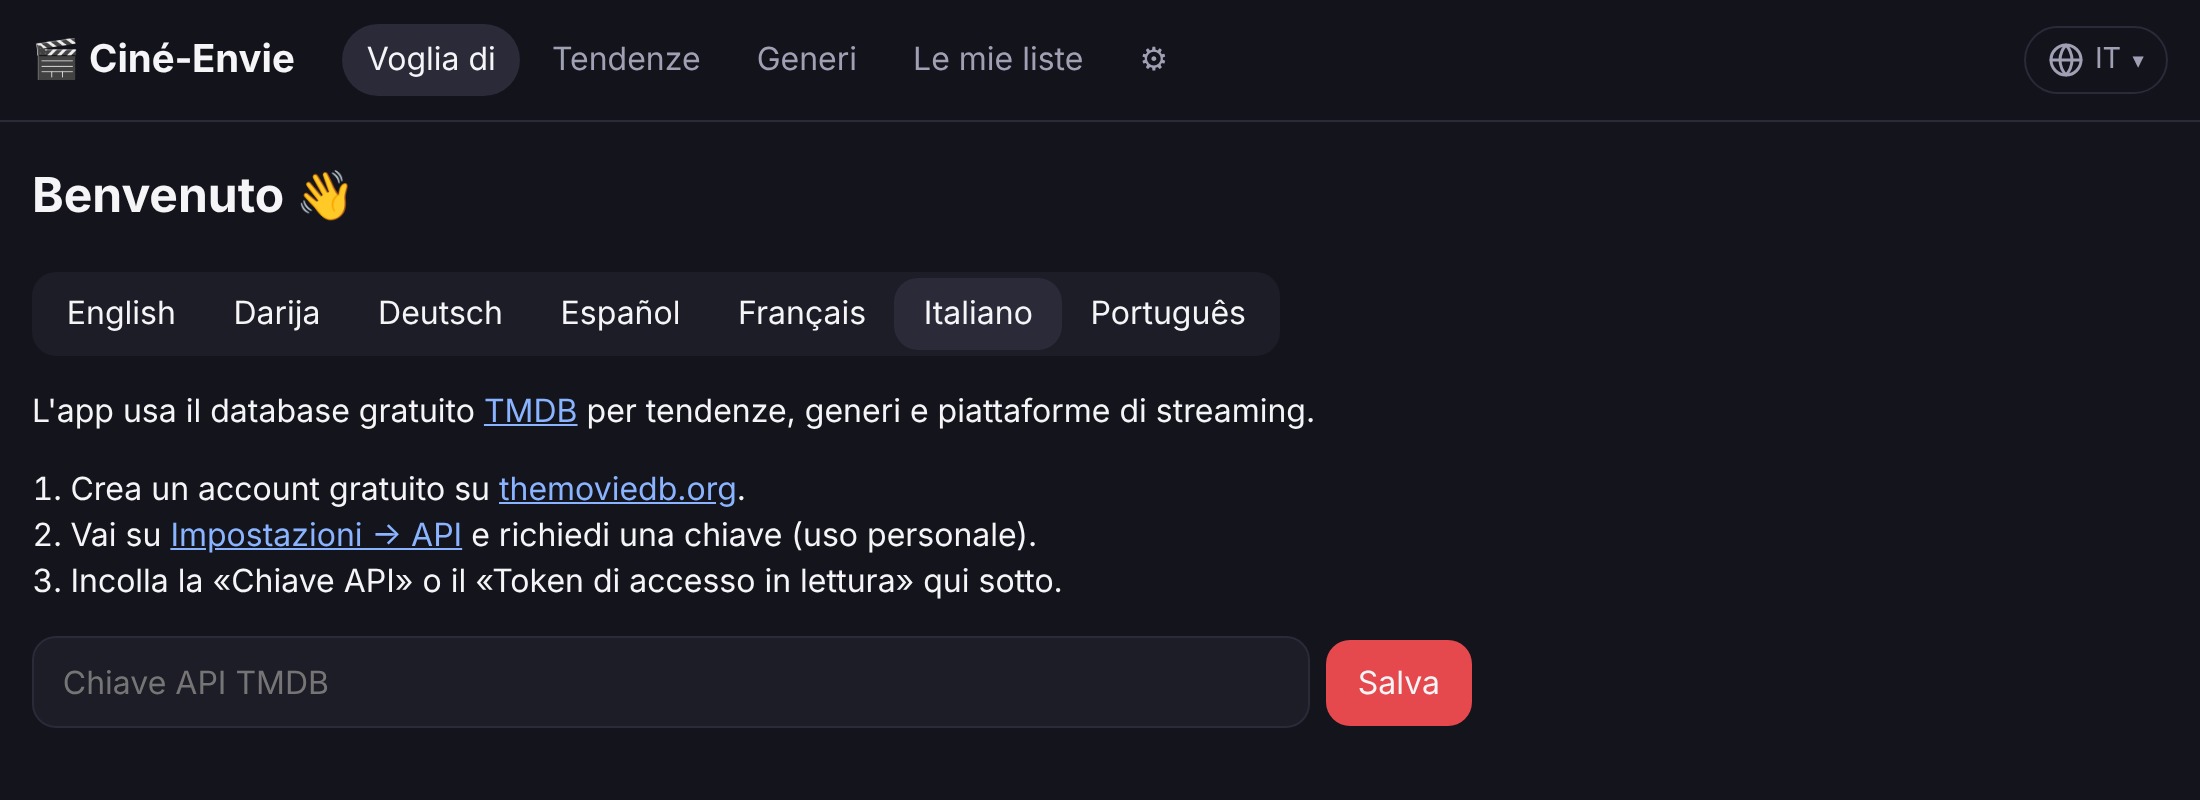 🎬 Ciné-Envie Voglia di Tendenze Generi Le mie liste ⚙ IT ▾
Benvenuto 👋
English Darija Deutsch Español Français Italiano Português
L'app usa il database gratuito TMDB per tendenze, generi e piattaforme di streaming.
1. Crea un account gratuito su themoviedb.org.
2. Vai su Impostazioni → API e richiedi una chiave (uso personale).
3. Incolla la «Chiave API» o il «Token di accesso in lettura» qui sotto.
Chiave API TMDB Salva